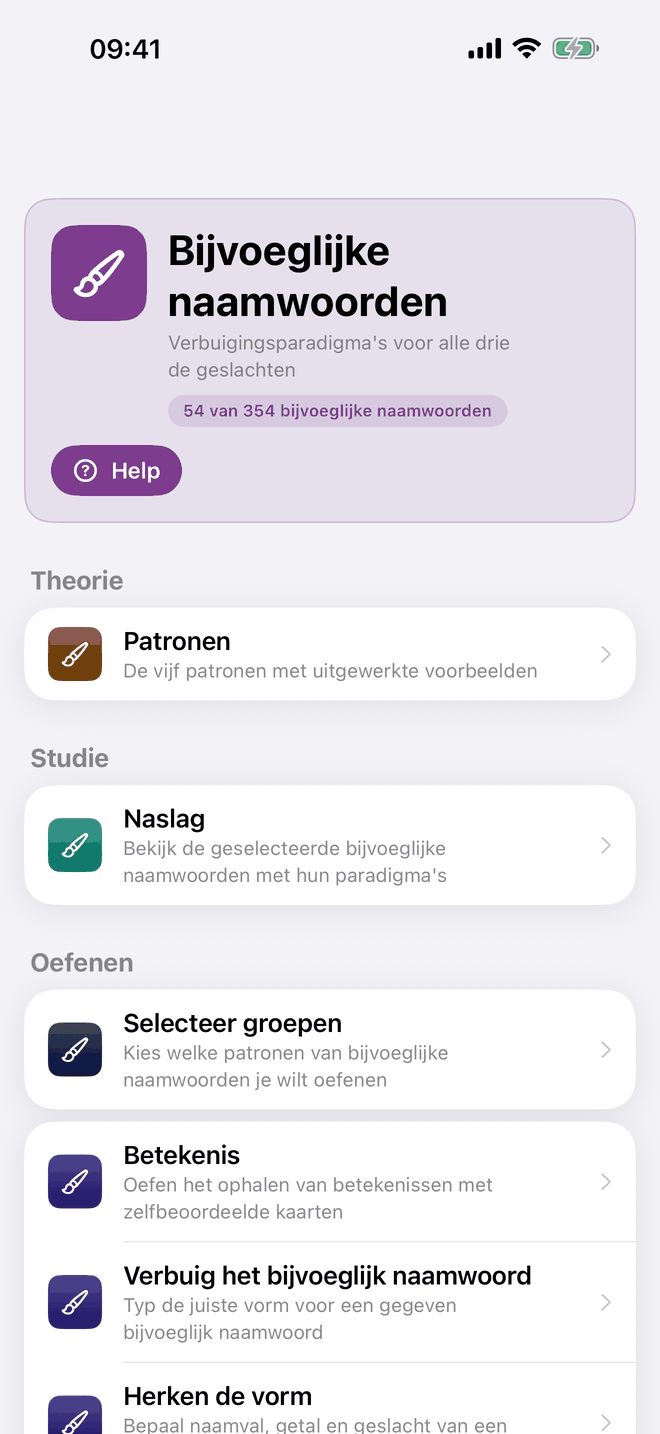 09:41
Bijvoeglijke
naamwoorden
Verbuigingsparadigma's voor alle drie
de geslachten
54 van 354 bijvoeglijke naamwoorden
? Help
Theorie
Patronen
De vijf patronen met uitgewerkte voorbeelden
Studie
Naslag
Bekijk de geselecteerde bijvoeglijke
naamwoorden met hun paradigma's
Oefenen
Selecteer groepen
Kies welke patronen van bijvoeglijke
naamwoorden je wilt oefenen
Betekenis
Oefen het ophalen van betekenissen met
zelfbeoordeelde kaarten
Verbuig het bijvoeglijk naamwoord
Typ de juiste vorm voor een gegeven
bijvoeglijk naamwoord
Herken de vorm
Bepaal naamval, getal en geslacht van een